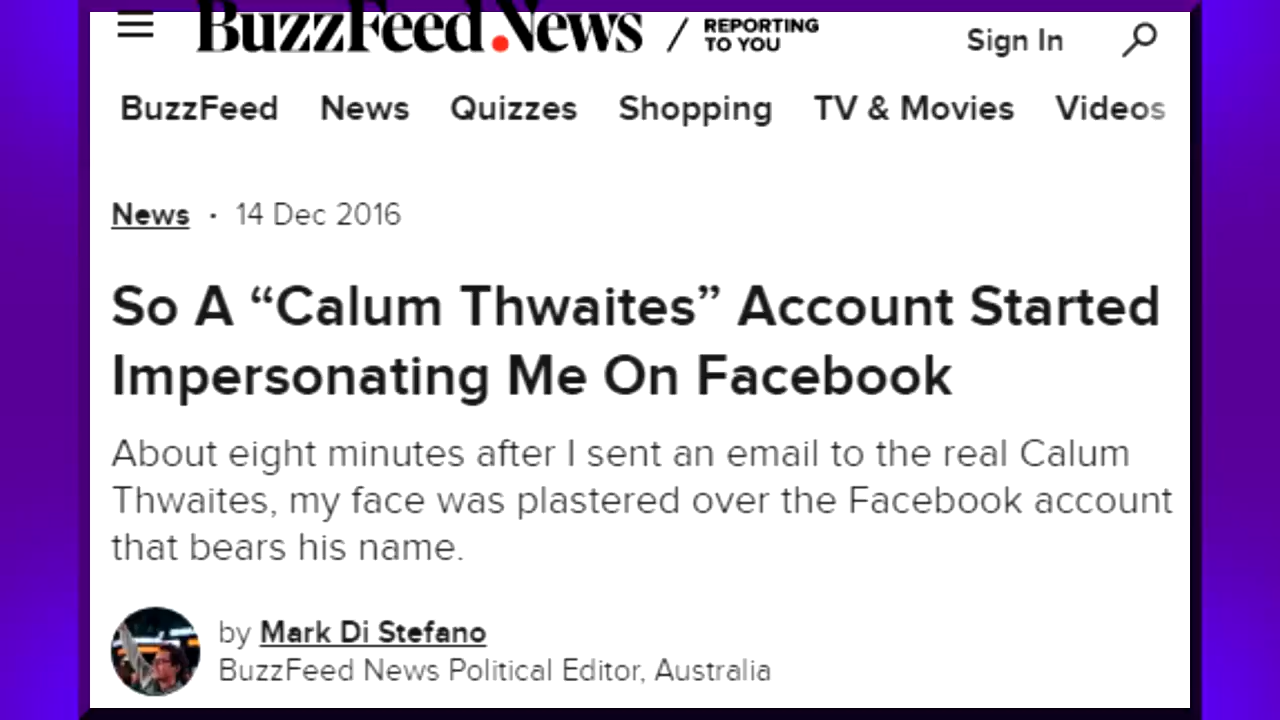 BuzzFeed.News / REPORTING
TO YOU
Sign In
BuzzFeed News Quizzes Shopping TV & Movies Videos
News · 14 Dec 2016
So A “Calum Thwaites” Account Started
Impersonating Me On Facebook
About eight minutes after I sent an email to the real Calum
Thwaites, my face was plastered over the Facebook account
that bears his name.
by Mark Di Stefano
BuzzFeed News Political Editor, Australia